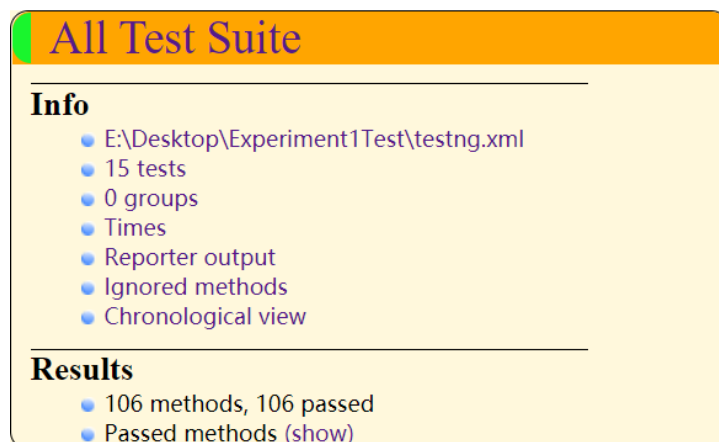 All Test Suite
Info
E:\Desktop\Experiment1Test\testng.xml
15 tests
0 groups
Times
Reporter output
Ignored methods
Chronological view
Results
106 methods, 106 passed
Passed methods (show)